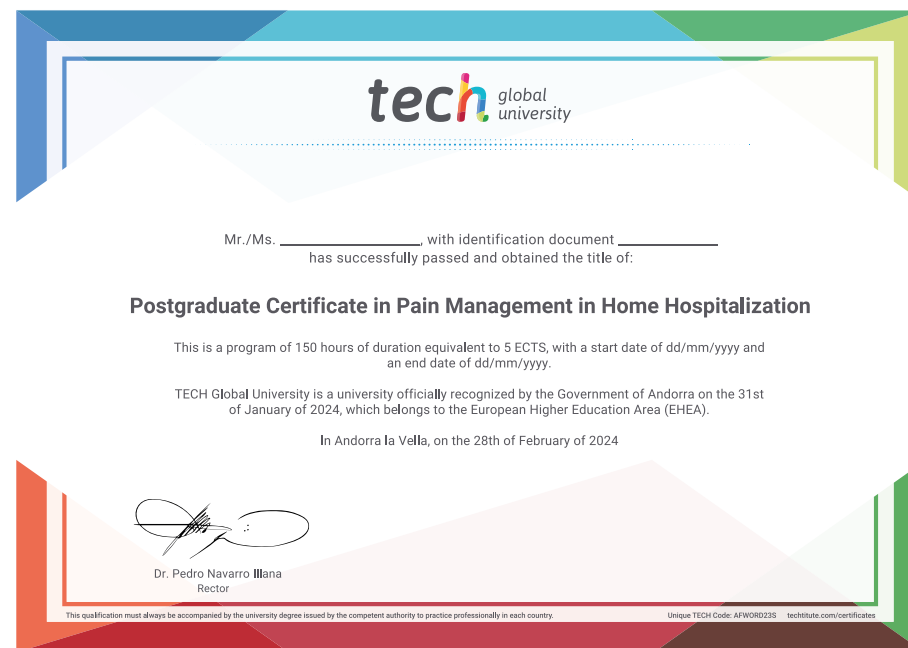 tech global
university
Mr./Ms. ____________, with identification document ____________
has successfully passed and obtained the title of:
Postgraduate Certificate in Pain Management in Home Hospitalization
This is a program of 150 hours of duration equivalent to 5 ECTS, with a start date of dd/mm/yyyy and
an end date of dd/mm/yyyy.
TECH Global University is a university officially recognized by the Government of Andorra on the 31st
of January of 2024, which belongs to the European Higher Education Area (EHEA).
In Andorra la Vella, on the 28th of February of 2024
Dr. Pedro Navarro Illana
Rector
This qualification must always be accompanied by the university degree issued by the competent authority to practice professionally in each country.
Unique TECH Code: AFWORD23S techtitute.com/certificates